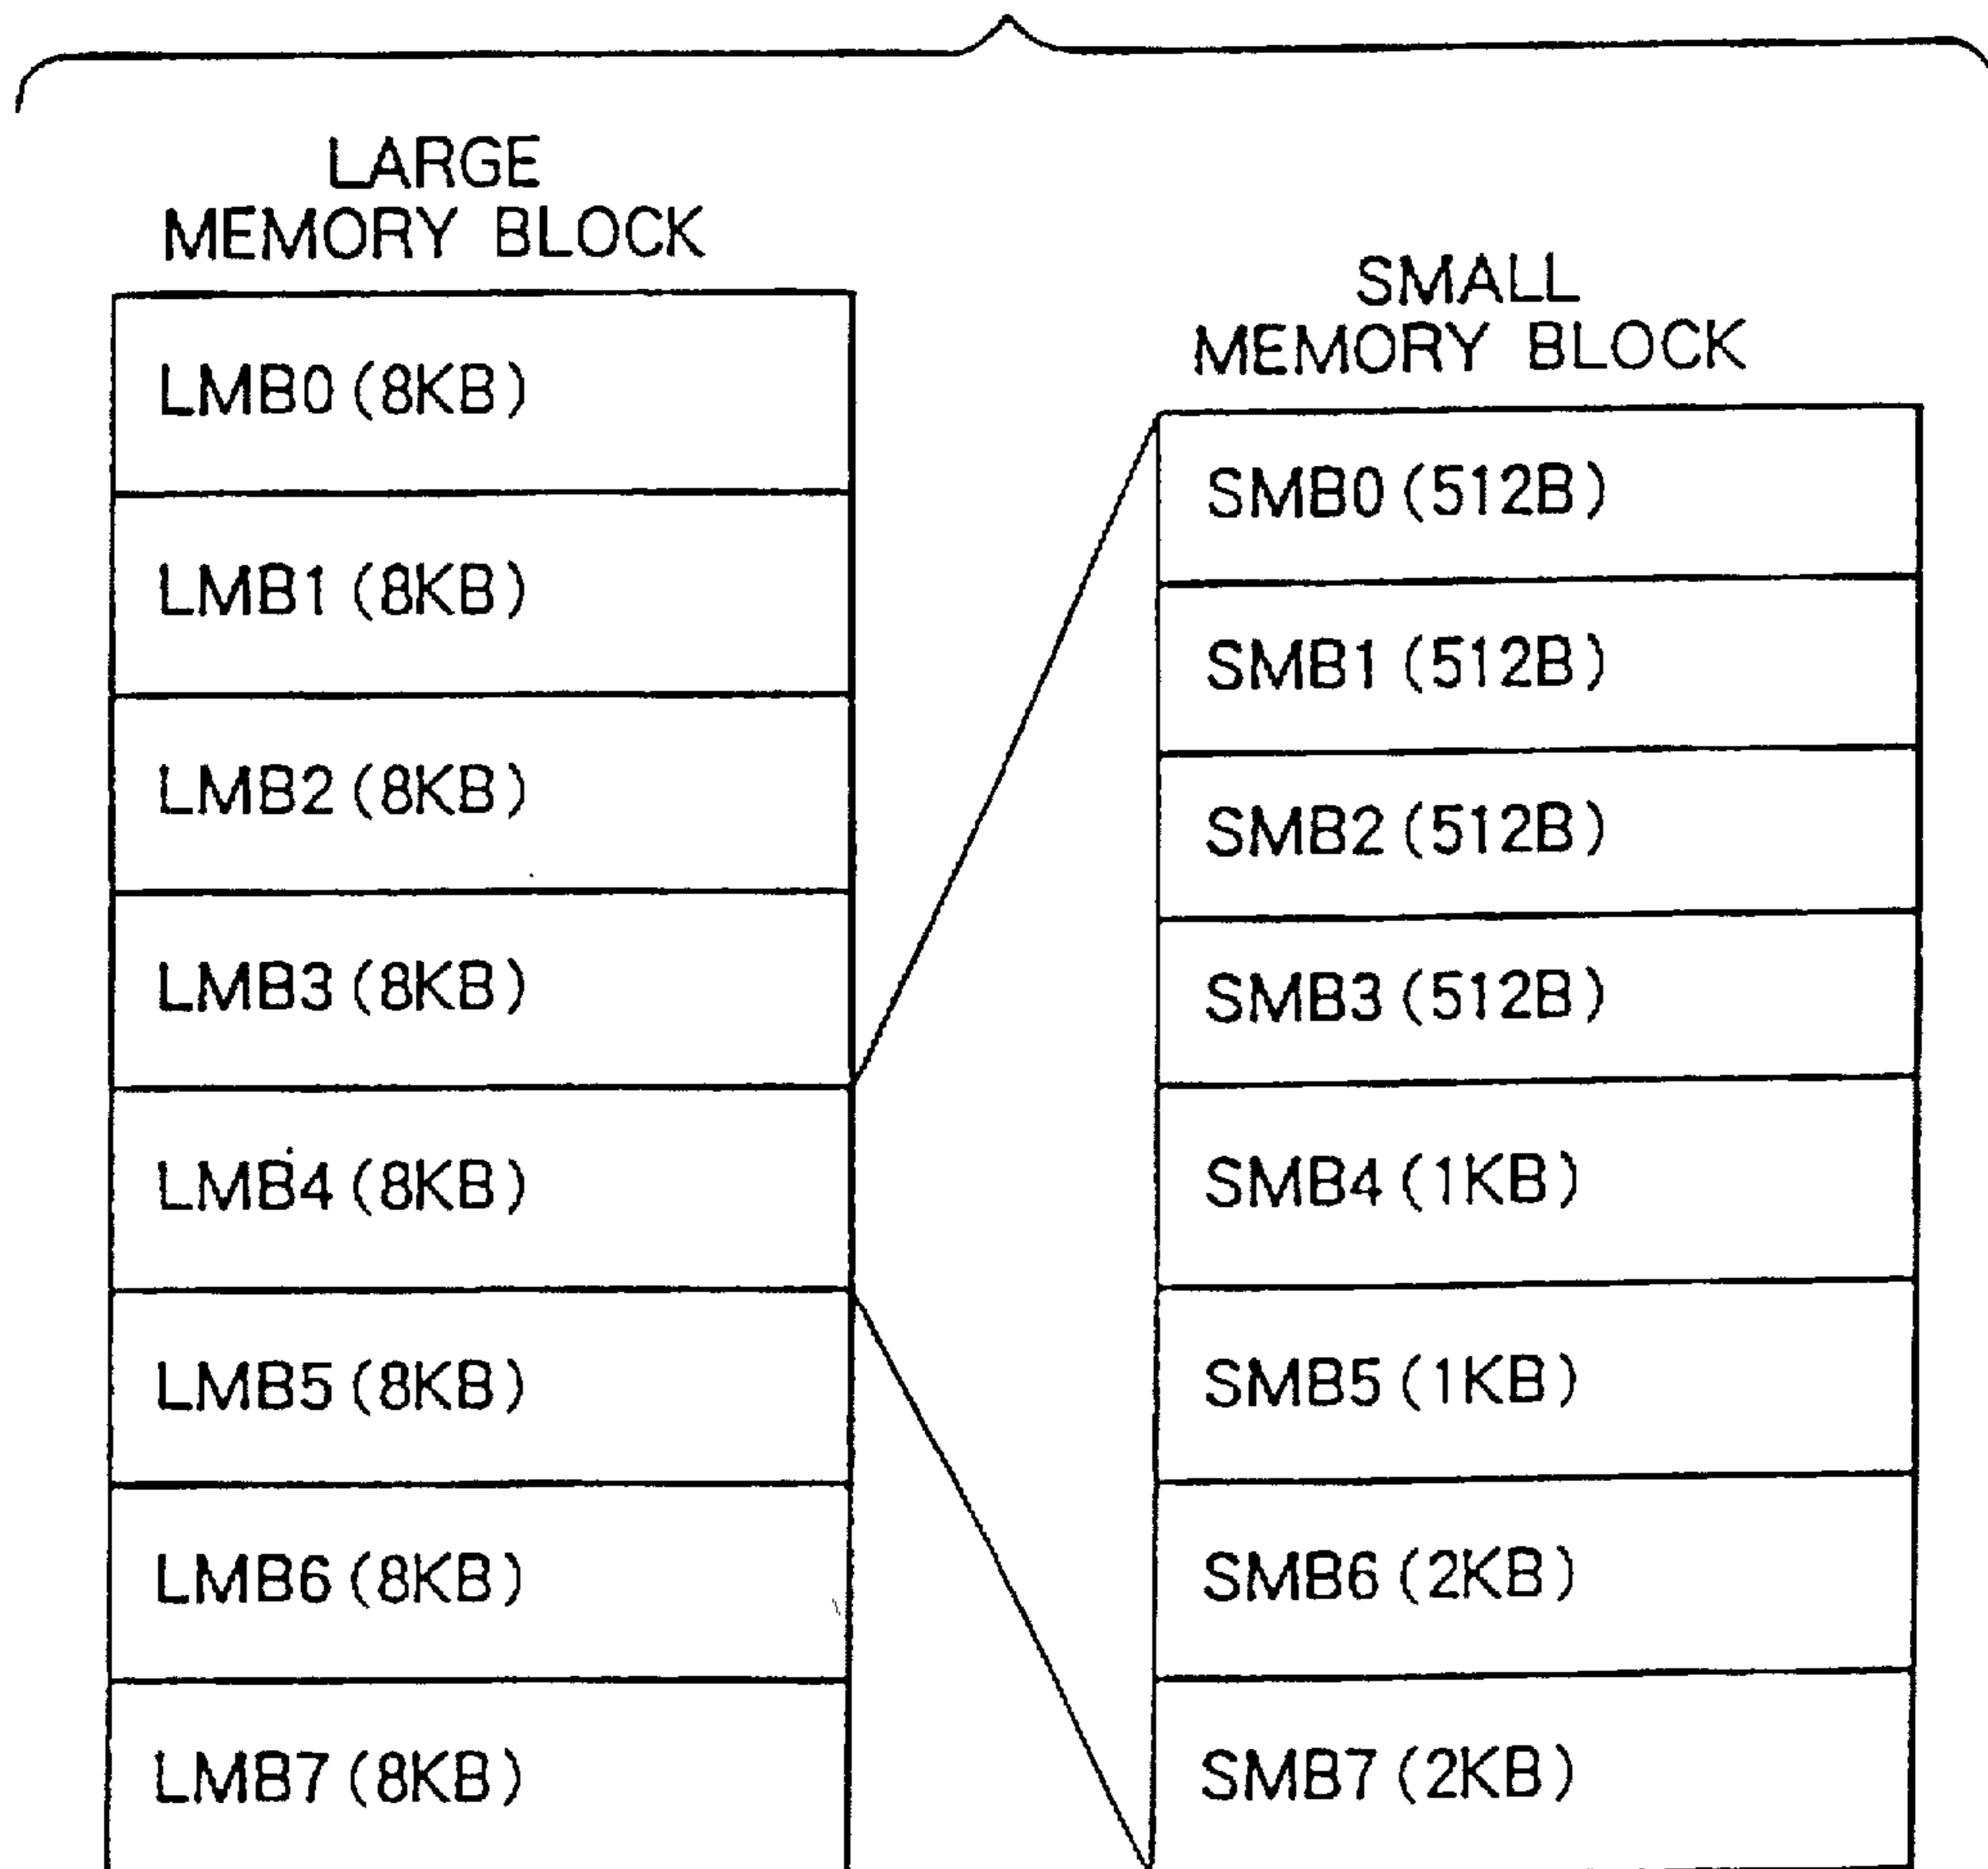 LARGE
MEMORY BLOCK
LMB0(8KB)
LMB1(8KB)
LMB2(8KB)
LMB3(8KB)
LMB4(8KB)
LMB5(8KB)
LMB6(8KB)
LMB7(8KB)
SMALL
MEMORY BLOCK
SMB0(512B)
SMB1(512B)
SMB2(512B)
SMB3(512B)
SMB4(1KB)
SMB5(1KB)
SMB6(2KB)
SMB7(2KB)